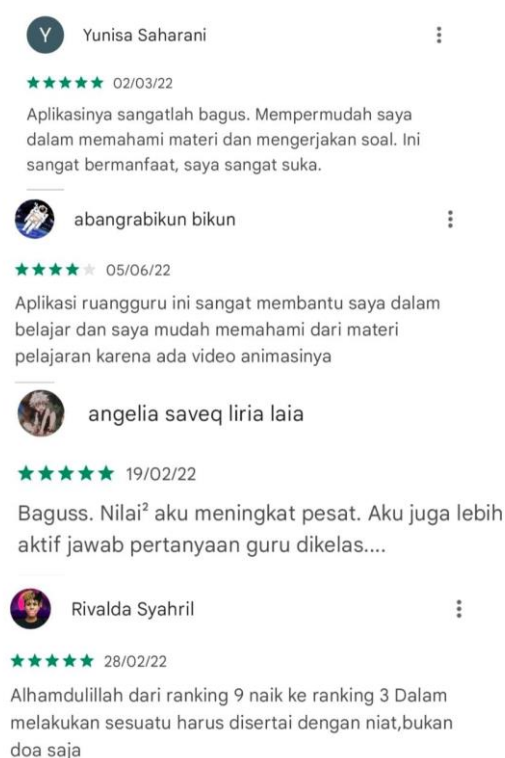 Y
Yunisa Saharani
02/03/22
Aplikasinya sangatlah bagus. Mempermudah saya
dalam memahami materi dan mengerjakan soal. Ini
sangat bermanfaat, saya sangat suka.
abangrabikun bikun
05/06/22
Aplikasi ruangguru ini sangat membantu saya dalam
belajar dan saya mudah memahami dari materi
pelajaran karena ada video animasinya
angelia saveq liria laia
19/02/22
Baguss. Nilai² aku meningkat pesat. Aku juga lebih
aktif jawab pertanyaan guru dikelas....
Rivalda Syahril
28/02/22
Alhamdulillah dari ranking 9 naik ke ranking 3 Dalam
melakukan sesuatu harus disertai dengan niat,bukan
doa saja